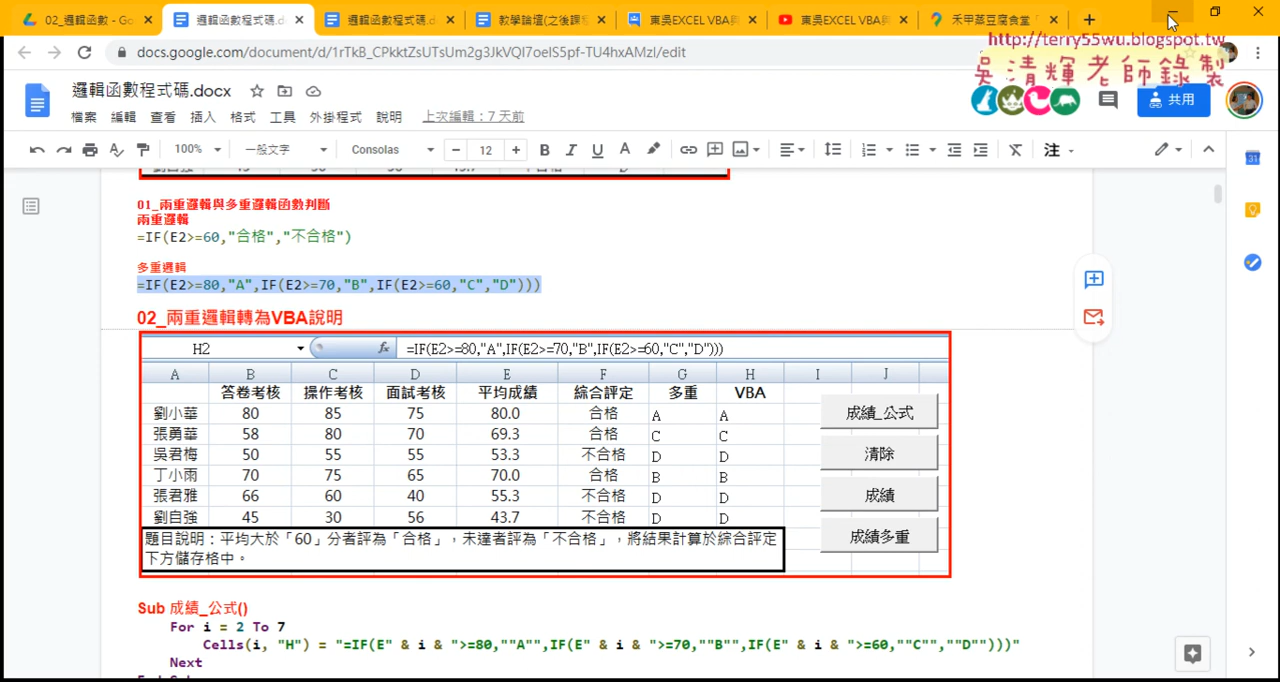 02_邏輯函數 - Go
邏輯函數程式碼.d
邏輯函數程式碼.d
教學論壇(之後課
東吳EXCEL VBA與
東吳EXCEL VBA與
禾甲蒸豆腐食堂
docs.google.com/document/d/1rTkB_CPkktZsUTsUm2g3JkVQl7oeIS5pf-TU4hxAMzI/edit
http://terry55wu.blogspot.tw
吳清輝老師錄製
邏輯函數程式碼.docx
檔案 編輯 查看 插入 格式 工具 外掛程式 說明 上次編輯：7 天前
共用
100% 一般文字 Consolas 12 B I U A 注
31
01_兩重邏輯與多重邏輯函數判斷
兩重邏輯
=IF(E2>=60,"合格","不合格")
多重邏輯
=IF(E2>=80,"A",IF(E2>=70,"B",IF(E2>=60,"C","D")))
02_兩重邏輯轉為VBA說明
H2 fx =IF(E2>=80,"A",IF(E2>=70,"B",IF(E2>=60,"C","D")))
A B C D E F G H I J
答卷考核 操作考核 面試考核 平均成績 綜合評定 多重 VBA
劉小華 80 85 75 80.0 合格 A A
張勇華 58 80 70 69.3 合格 C C
吳君梅 50 55 55 53.3 不合格 D D
丁小雨 70 75 65 70.0 合格 B B
張君雅 66 60 40 55.3 不合格 D D
劉自強 45 30 56 43.7 不合格 D D
成績_公式
清除
成績
成績多重
題目說明：平均大於「60」分者評為「合格」，未達者評為「不合格」，將結果計算於綜合評定
下方儲存格中。
Sub 成績_公式()
For i = 2 To 7
Cells(i, "H") = "=IF(E" & i & ">=80,""A"",IF(E" & i & ">=70,""B"",IF(E" & i & ">=60,""C"",""D"")))"
Next